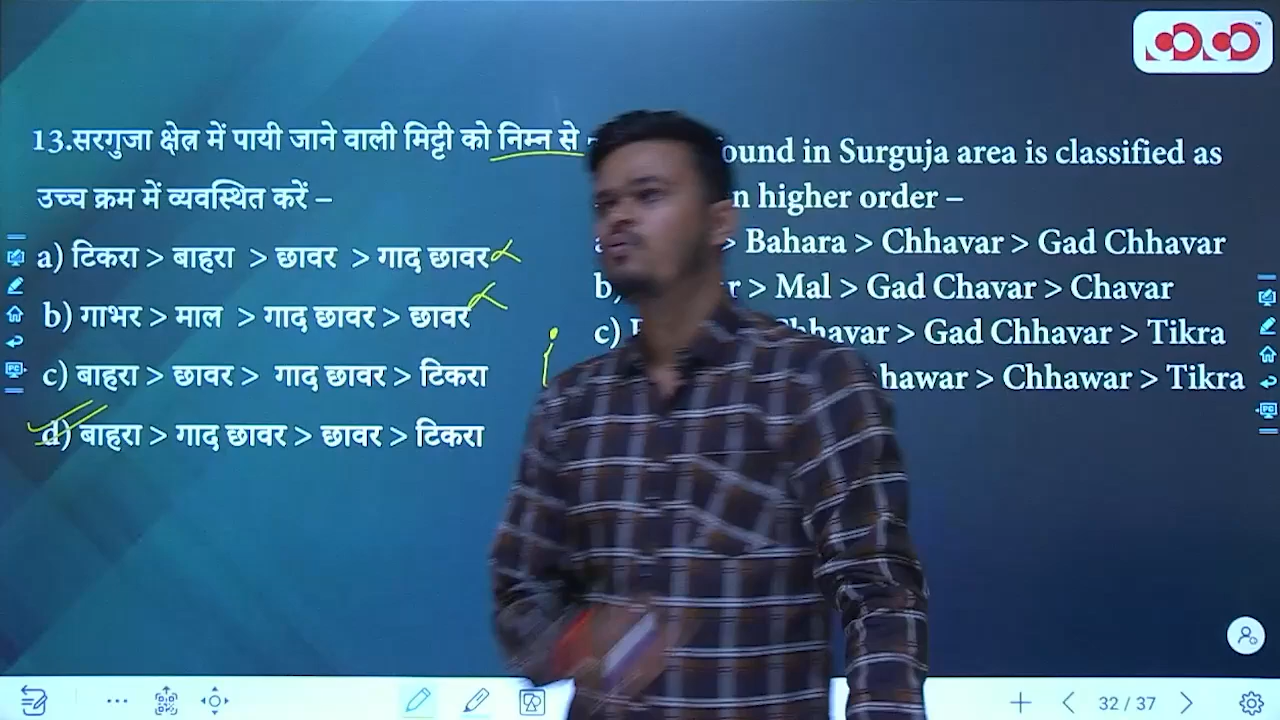 13.सरगुजा क्षेत्र में पायी जाने वाली मिट्टी को निम्न से
उच्च क्रम में व्यवस्थित करें –
a) टिकरा > बाहरा > छावर > गाद छावर
b) गाभर > माल > गाद छावर > छावर
c) बाहरा > छावर > गाद छावर > टिकरा
d) बाहरा > गाद छावर > छावर > टिकरा
found in Surguja area is classified as
higher order –
> Bahara > Chhavar > Gad Chhavar
b) > Mal > Gad Chavar > Chavar
c) > Gad Chhavar > Tikra
> Chhawar > Tikra
32 / 37